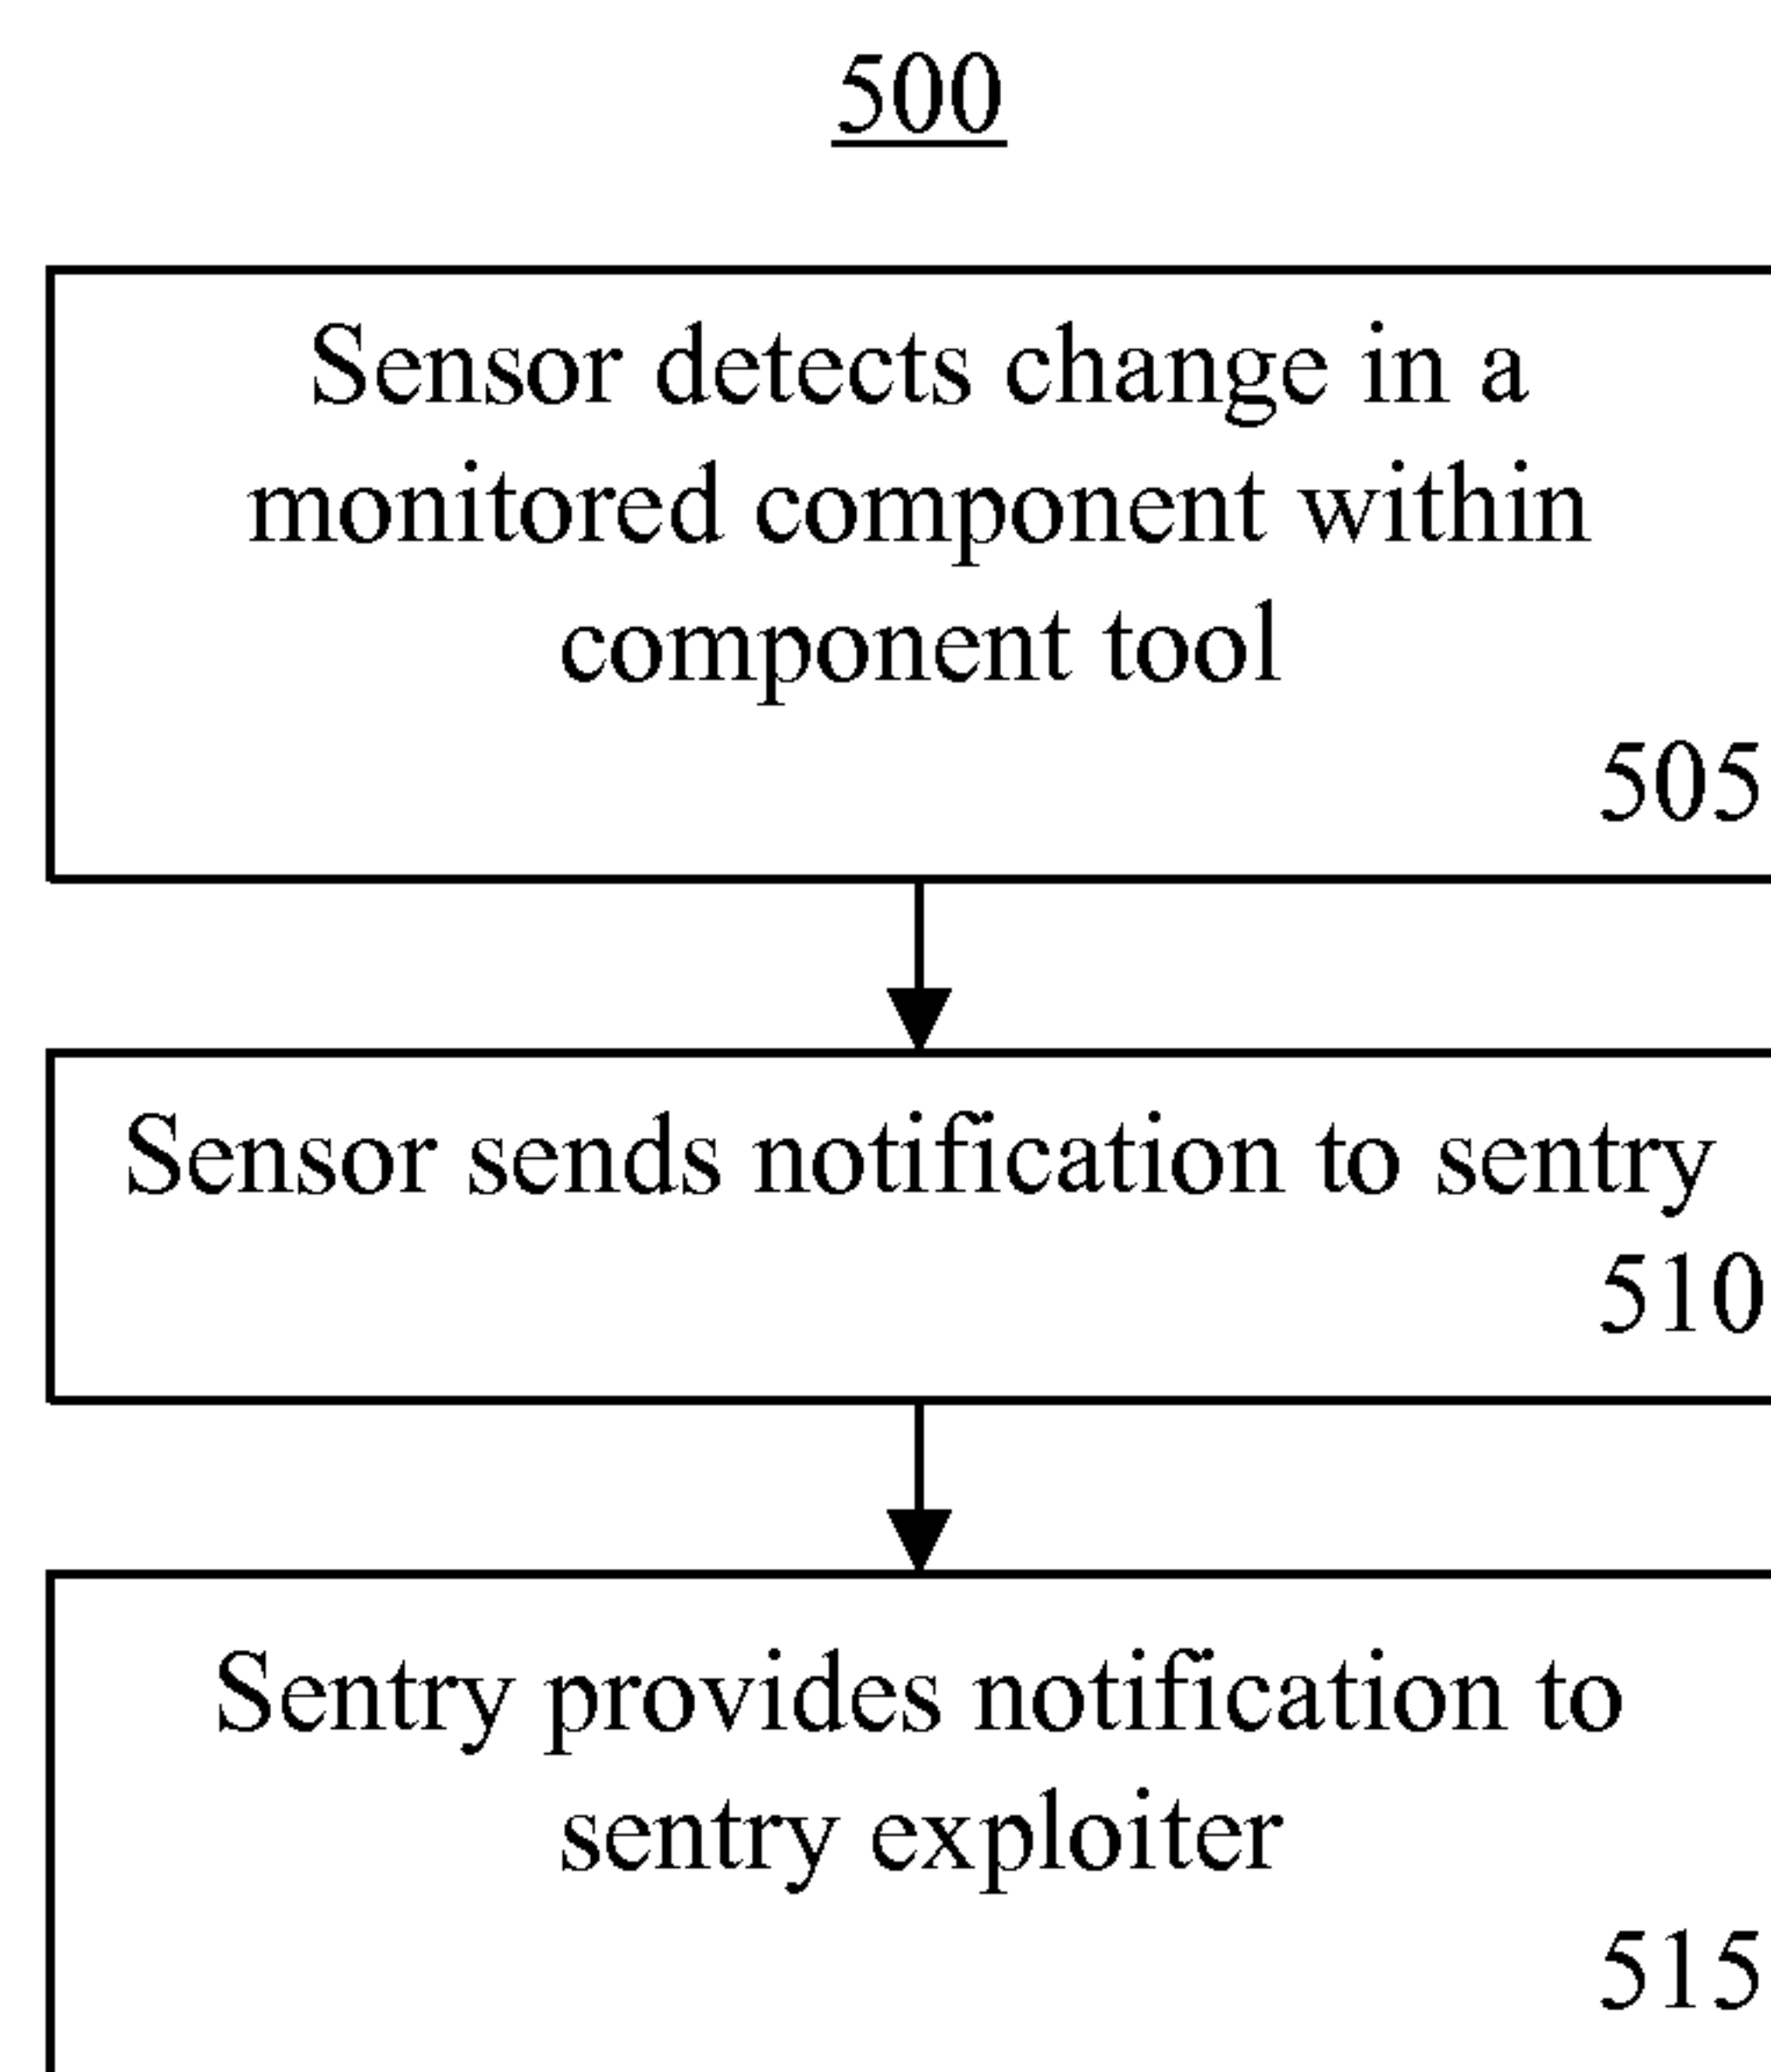 500
Sensor detects change in a
monitored component within
component tool
505
Sensor sends notification to sentry
510
Sentry provides notification to
sentry exploiter
515